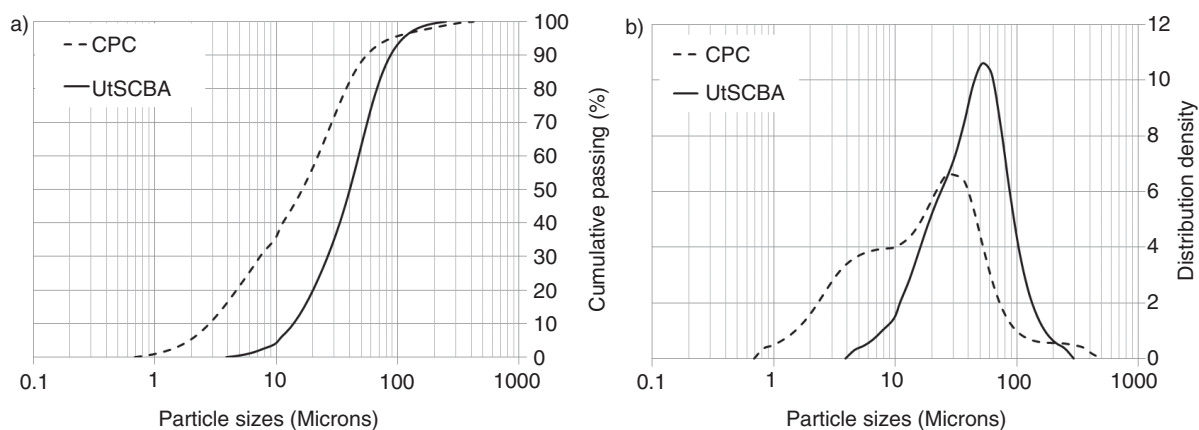 a)
CPC
UtSCBA
100
90
80
70
60
50
40
30
20
10
0
Cumulative passing (%)
0.1 1 10 100 1000
Particle sizes (Microns)
b)
CPC
UtSCBA
12
10
8
6
4
2
0
Distribution density
0.1 1 10 100 1000
Particle sizes (Microns)